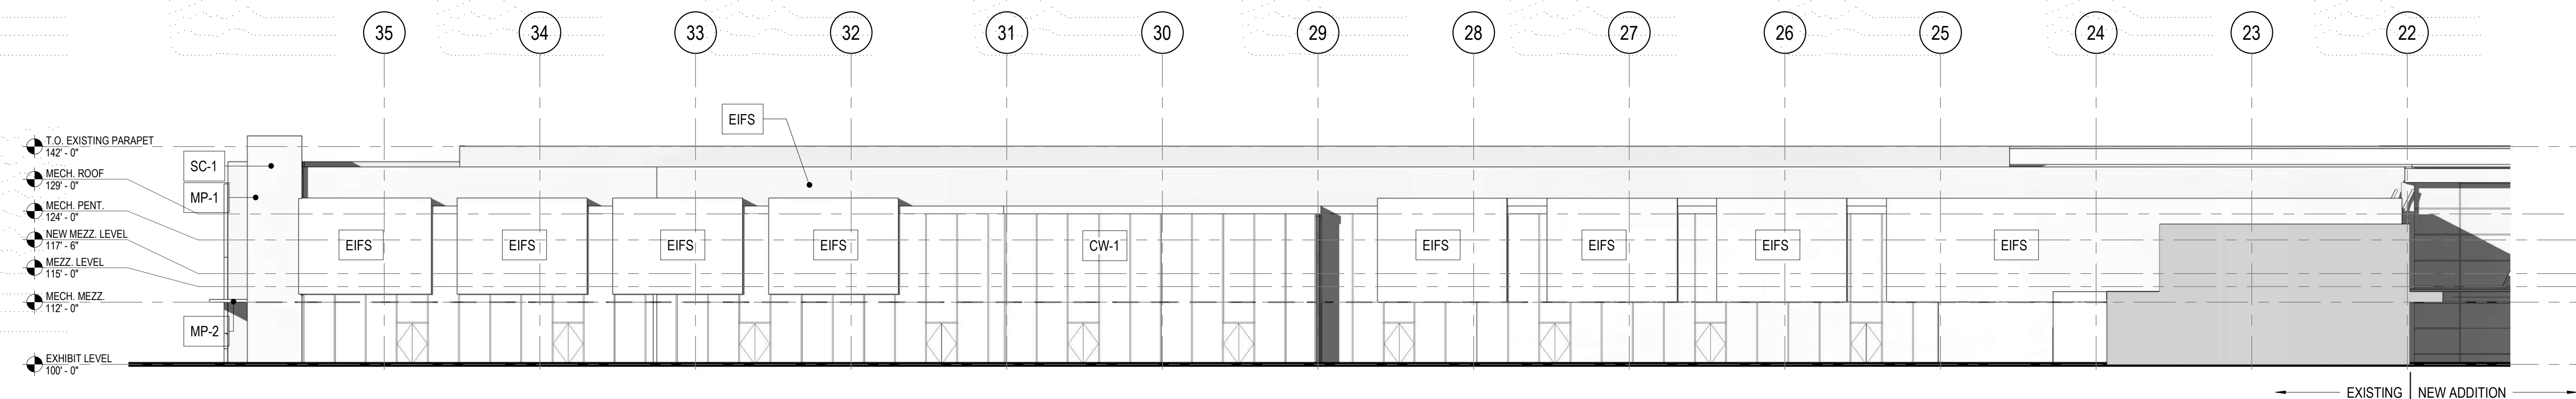 35 34 33 32 31 30 29 28 27 26 25 24 23 22
EIFS
T.O. EXISTING PARAPET
142' - 0"
SC-1
MECH. ROOF
129' - 0"
MP-1
MECH. PENT.
124' - 0"
NEW MEZZ. LEVEL
117' - 6"
EIFS EIFS EIFS EIFS CW-1 EIFS EIFS EIFS EIFS
MEZZ. LEVEL
115' - 0"
MECH. MEZZ.
112' - 0"
MP-2
EXHIBIT LEVEL
100' - 0"
EXISTING NEW ADDITION